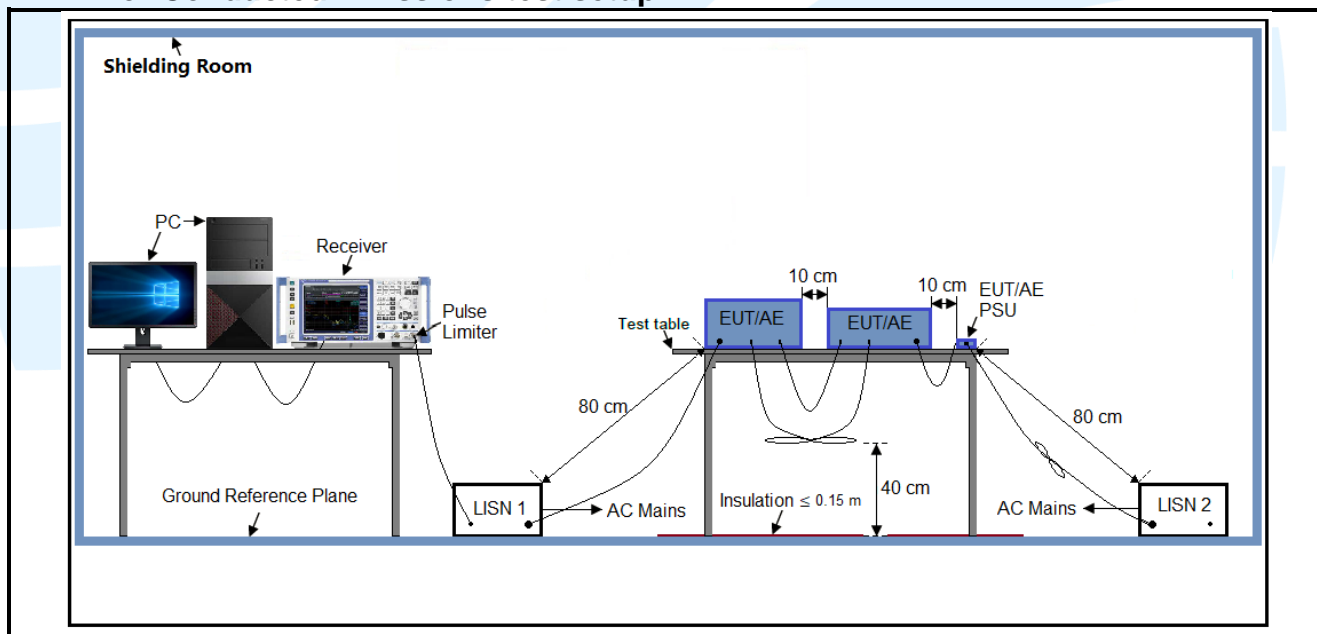 Shielding Room
PC
Receiver
Pulse
Limiter
10 cm
10 cm
EUT/AE
PSU
EUT/AE
EUT/AE
Test table
80 cm
80 cm
40 cm
Ground Reference Plane
LISN 1
AC Mains
Insulation ≤ 0.15 m
AC Mains
LISN 2